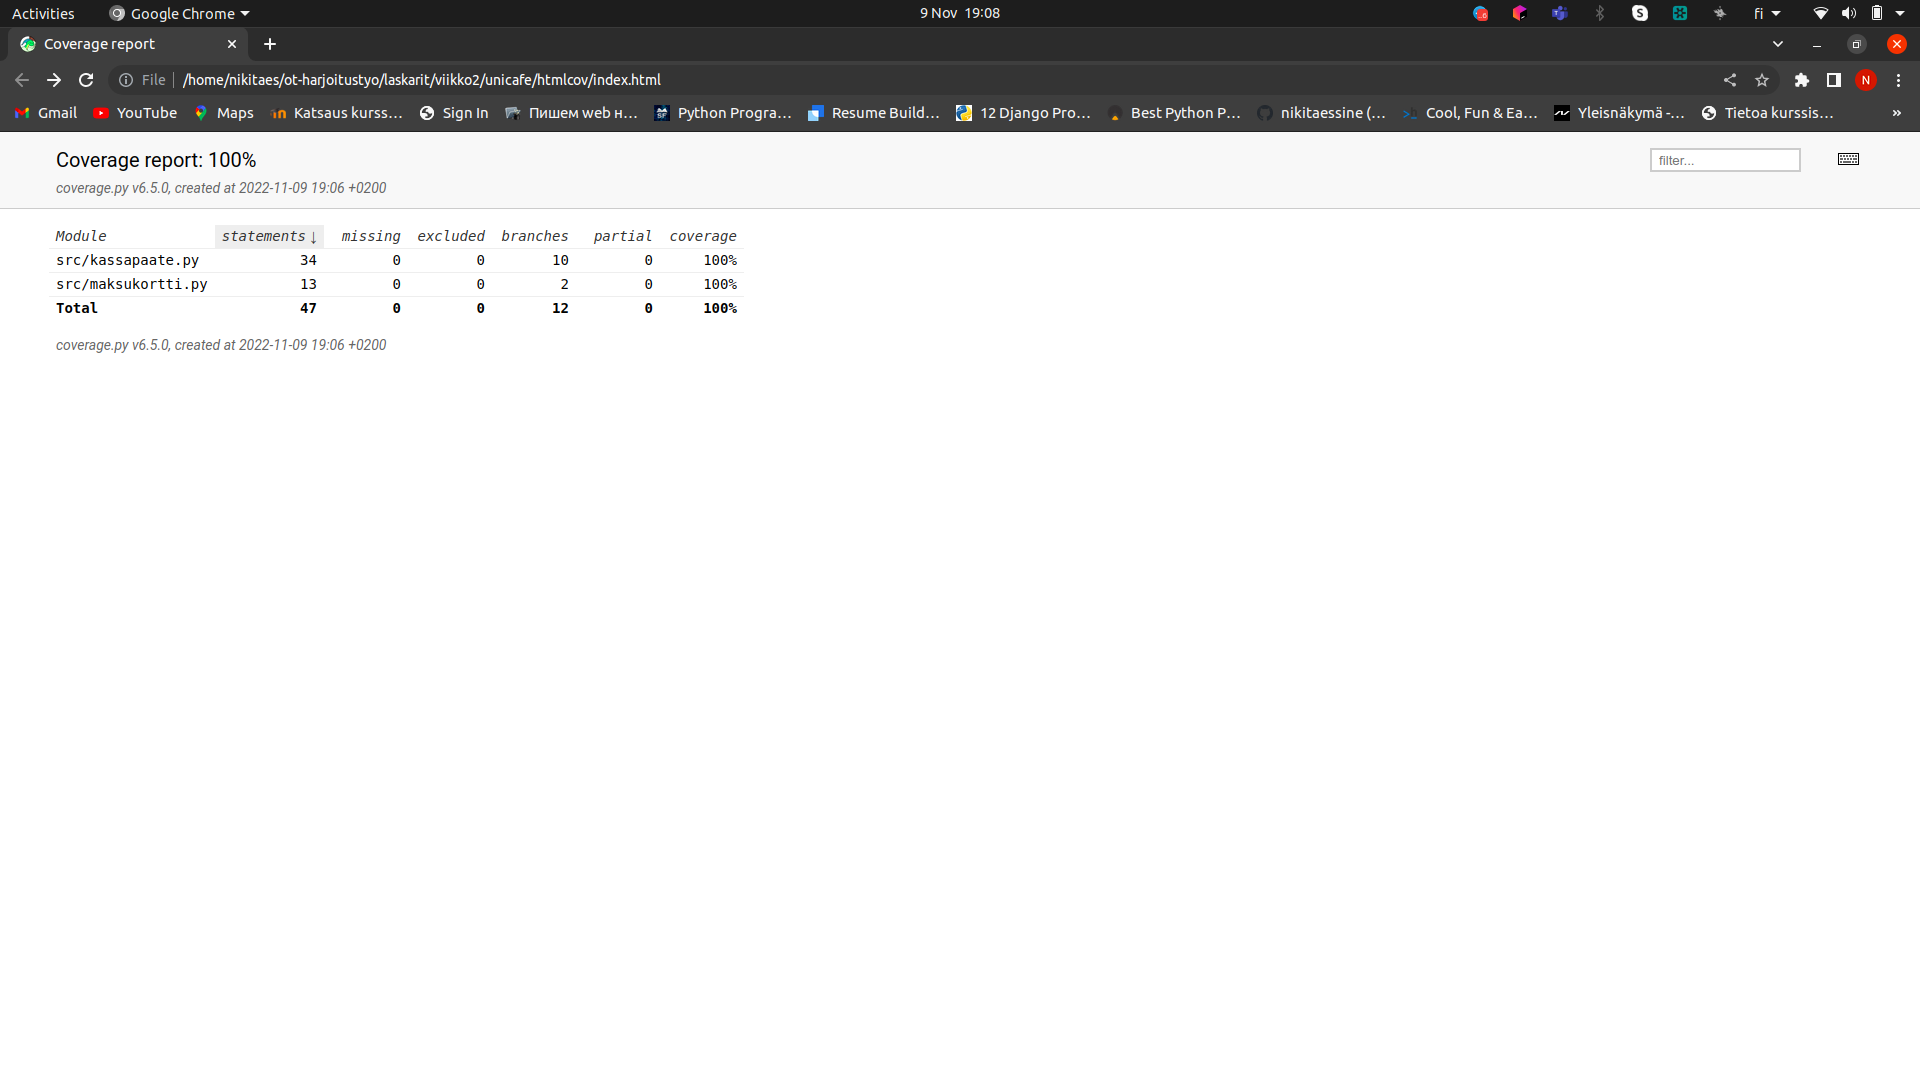 Activities Google Chrome 9 Nov 19:08 fi
Coverage report
File /home/nikitaes/ot-harjoitustyo/laskarit/viikko2/unicafe/htmlcov/index.html N
Gmail YouTube Maps Katsaus kurss... Sign In Пишем web н... Python Progra... Resume Build... 12 Django Pro... Best Python P... nikitaessine (... Cool, Fun & Ea... Yleisnäkymä -... Tietoa kurssis... »
Coverage report: 100%
filter...
coverage.py v6.5.0, created at 2022-11-09 19:06 +0200
Module statements ↓ missing excluded branches partial coverage
src/kassapaate.py 34 0 0 10 0 100%
src/maksukortti.py 13 0 0 2 0 100%
Total 47 0 0 12 0 100%
coverage.py v6.5.0, created at 2022-11-09 19:06 +0200